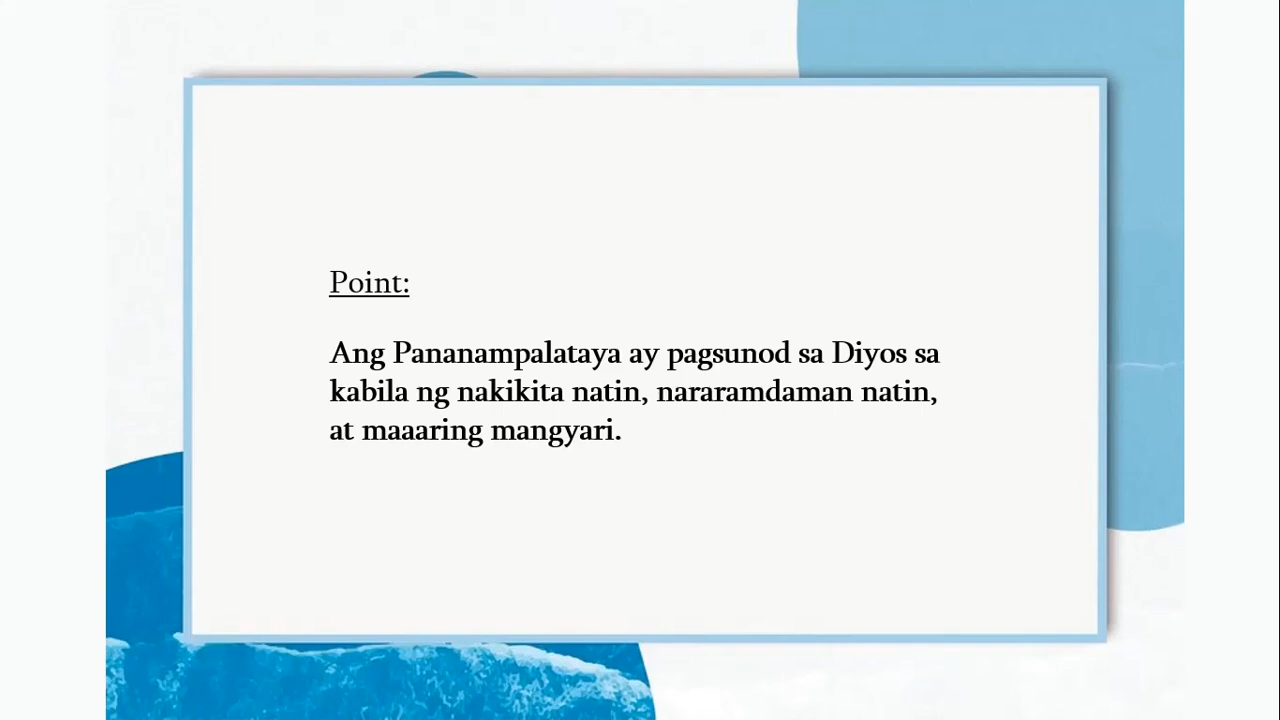 Point:
Ang Pananampalataya ay pagsunod sa Diyos sa
kabila ng nakikita natin, nararamdaman natin,
at maaaring mangyari.